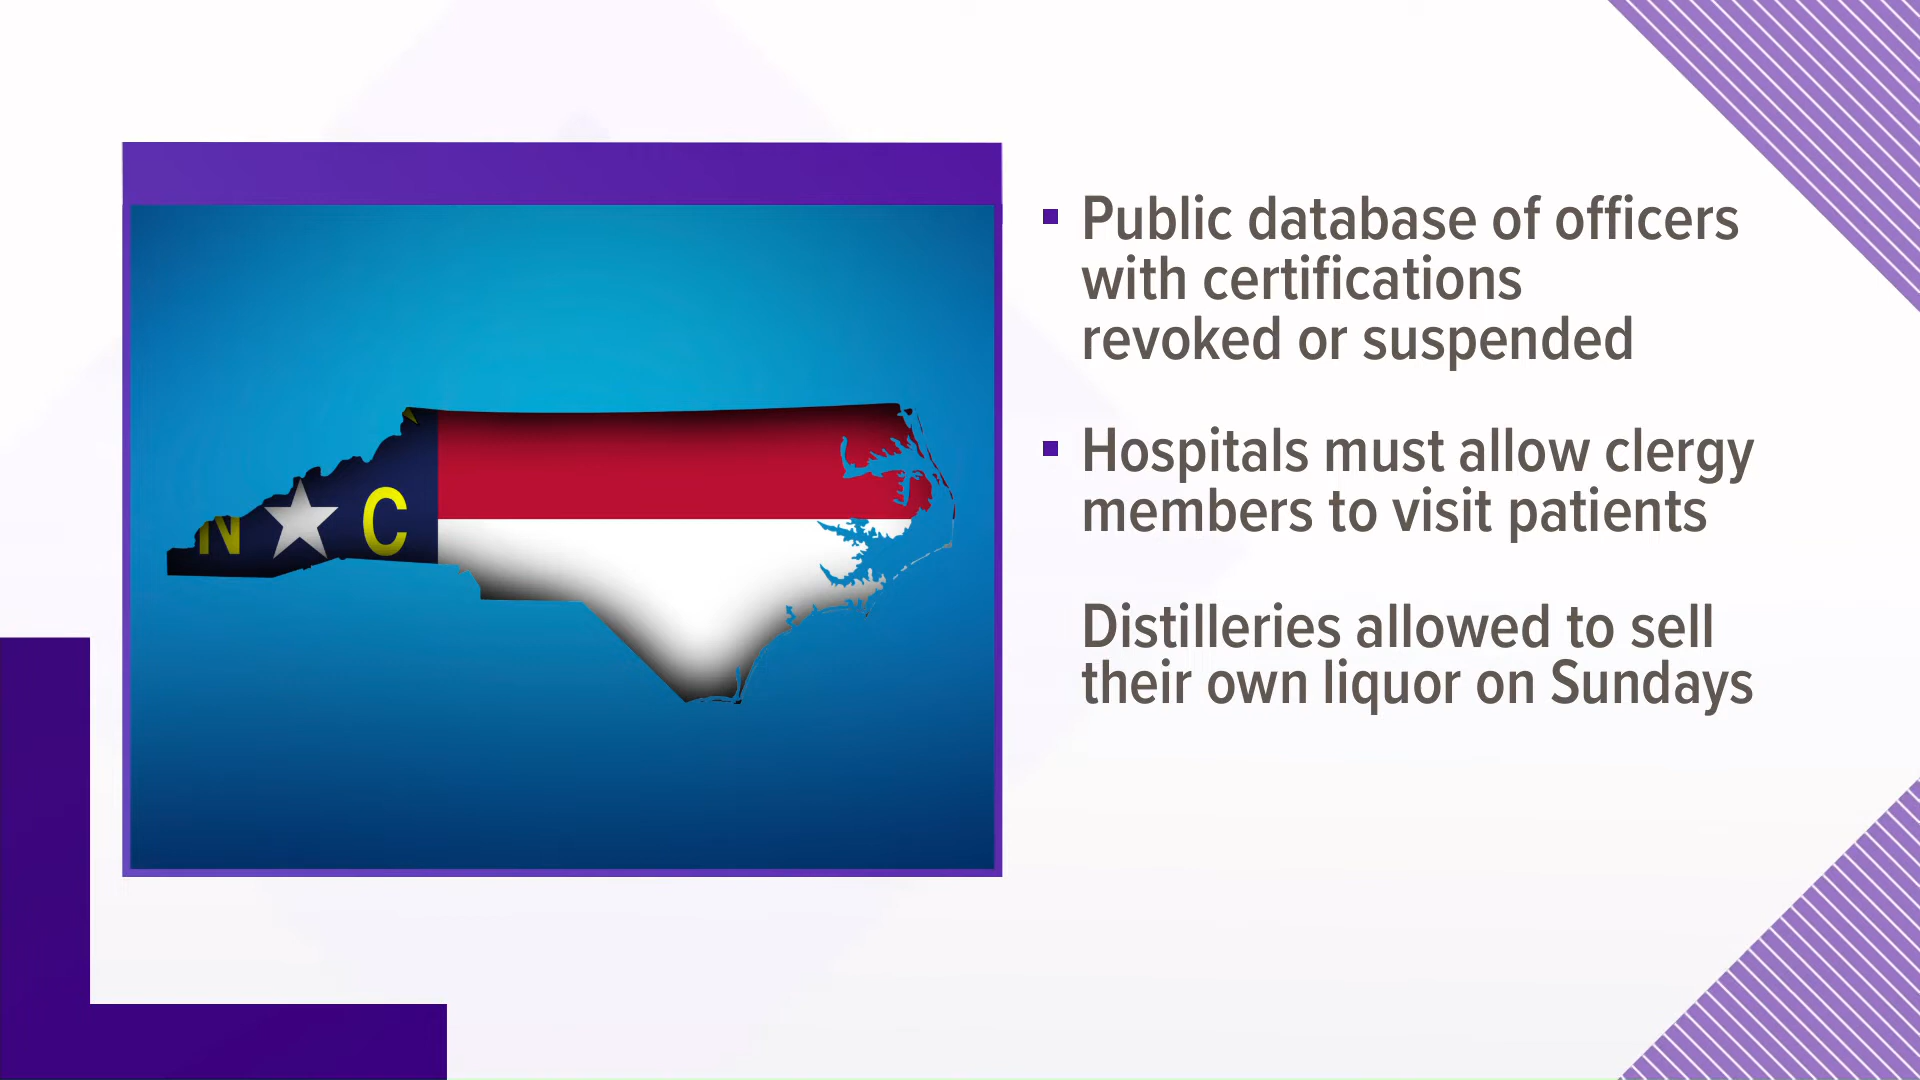 N C
Public database of officers
with certifications
revoked or suspended
Hospitals must allow clergy
members to visit patients
Distilleries allowed to sell
their own liquor on Sundays